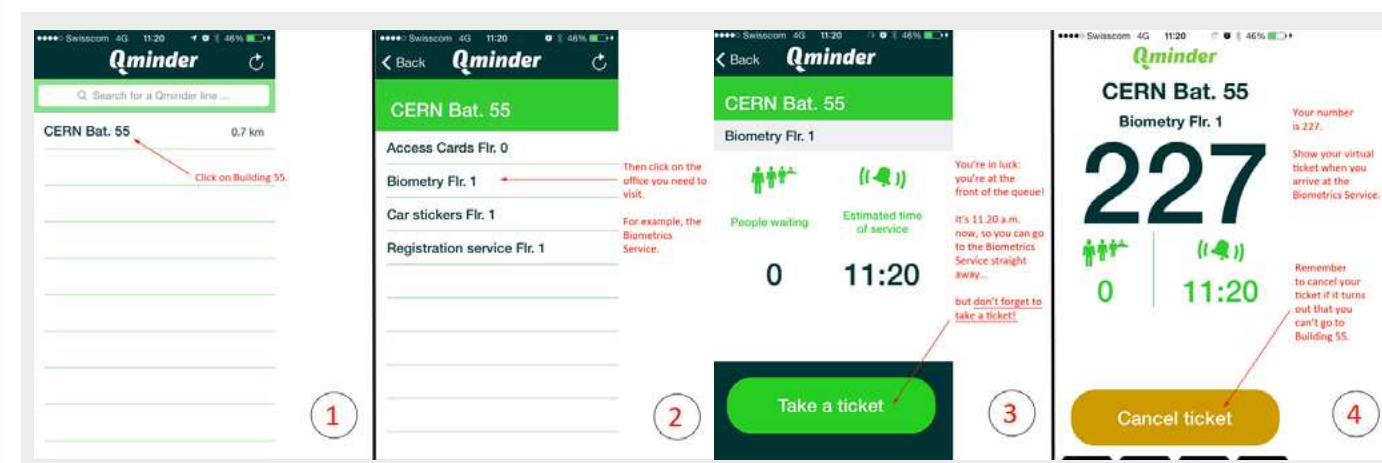 Swisscom 4G 11:20 46%
Qminder
Search for a Qminder line ...
CERN Bat. 55 0.7 km
Click on Building 55.
1
Swisscom 4G 11:20 46%
Back Qminder
CERN Bat. 55
Access Cards Flr. 0
Biometry Flr. 1
Car stickers Flr. 1
Registration service Flr. 1
Then click on the
office you need to
visit.
For example, the
Biometrics
Service.
2
Swisscom 4G 11:20 46%
Back Qminder
CERN Bat. 55
Biometry Flr. 1
People waiting
Estimated time
of service
0 11:20
Take a ticket
You're in luck:
you're at the
front of the queue!
It's 11.20 a.m.
now, so you can go
to the Biometrics
Service straight
away...
but don't forget to
take a ticket!
3
Swisscom 4G 11:20 46%
Qminder
CERN Bat. 55
Biometry Flr. 1
227
0 11:20
Cancel ticket
Your number
is 227.
Show your virtual
ticket when you
arrive at the
Biometrics Service.
Remember
to cancel your
ticket if it turns
out that you
can't go to
Building 55.
4